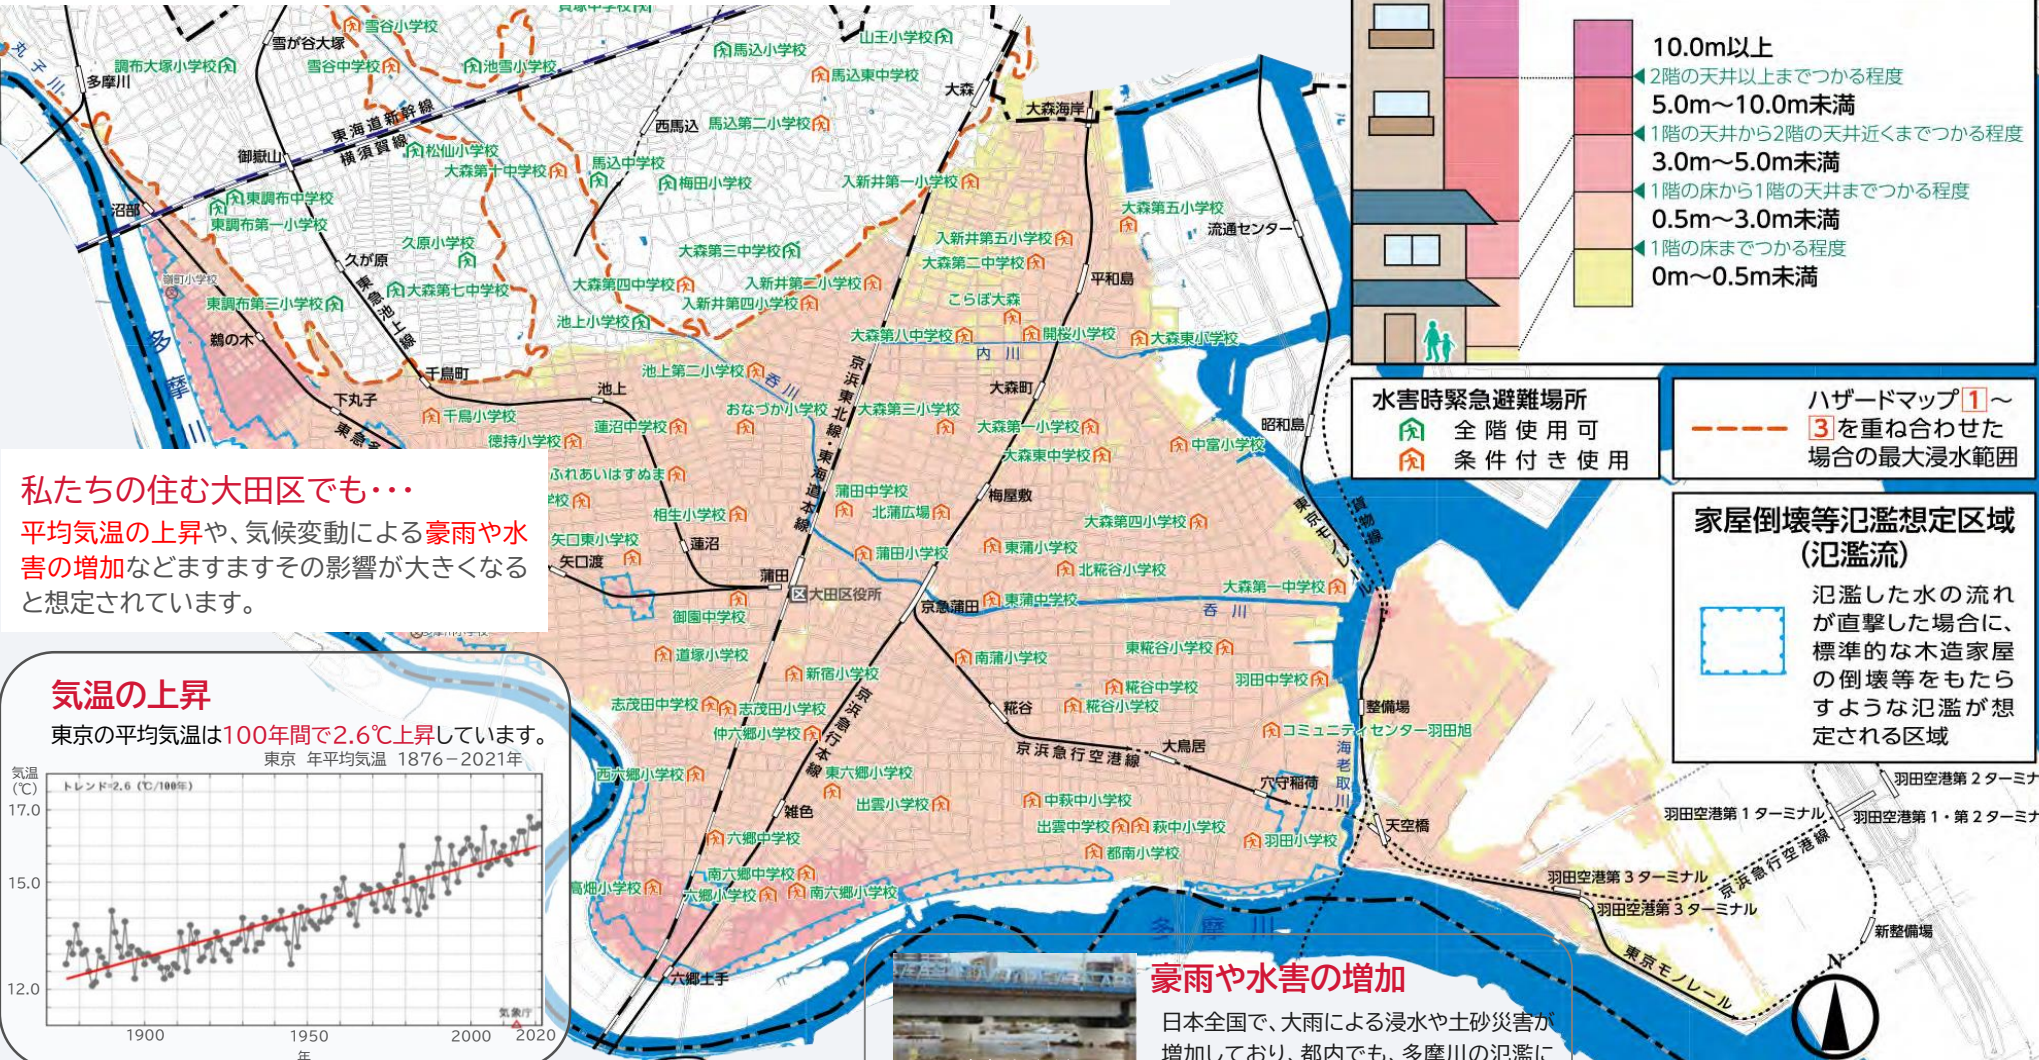 雪谷小学校
雪が谷大塚
調布大塚小学校
雪谷中学校
池雪小学校
馬込小学校
山王小学校
馬込東中学校
丸子川
多摩川
大森
大森海岸
東海道新幹線
横須賀線
西馬込
馬込第二小学校
御嶽山
松仙小学校
大森第十中学校
馬込中学校
梅田小学校
入新井第一小学校
東調布中学校
沼部
東調布第一小学校
大森第五小学校
流通センター
久原小学校
久が原
大森第三中学校
入新井第五小学校
大森第二中学校
平和島
嶺町小学校
東調布第三小学校
大森第七中学校
東急池上線
大森第四中学校
入新井第二小学校
入新井第四小学校
こらぼ大森
池上小学校
大森第八中学校
開桜小学校
大森東小学校
内川
多摩川
鵜の木
千鳥町
池上第二小学校
呑川
京浜東北線・東海道本線
大森町
下丸子
池上
千鳥小学校
徳持小学校
蓮沼中学校
おなづか小学校
大森第三小学校
大森第一小学校
大森東中学校
中富小学校
昭和島
東急多
ふれあいはすぬま
学校
相生小学校
蒲田中学校
北蒲広場
梅屋敷
大森第四小学校
東京モノレール
貨物線
矢口東小学校
矢口渡
蓮沼
蒲田
区 大田区役所
蒲田小学校
東蒲小学校
北糀谷小学校
京急蒲田
東蒲中学校
呑川
大森第一中学校
御園中学校
道塚小学校
新宿小学校
南蒲小学校
東糀谷小学校
糀谷中学校
羽田中学校
志茂田中学校
志茂田小学校
仲六郷小学校
京浜急行本線
糀谷
糀谷小学校
整備場
コミュニティセンター羽田旭
京浜急行空港線
大鳥居
海老取川
西六郷小学校
東六郷小学校
出雲小学校
雑色
中萩中小学校
穴守稲荷
出雲中学校
萩中小学校
天空橋
六郷中学校
都南小学校
羽田小学校
高畑小学校
南六郷中学校
六郷小学校
南六郷小学校
多摩川
六郷土手
羽田空港第2ターミナ
羽田空港第1ターミナル
羽田空港第1・第2ターミナ
京浜急行空港線
羽田空港第3ターミナル
羽田空港第3ターミナル
新整備場
東京モノレール
N
10.0m以上
2階の天井以上までつかる程度
5.0m～10.0m未満
1階の天井から2階の天井近くまでつかる程度
3.0m～5.0m未満
1階の床から1階の天井までつかる程度
0.5m～3.0m未満
1階の床までつかる程度
0m～0.5m未満
水害時緊急避難場所
全階使用可
条件付き使用
ハザードマップ1～
3を重ね合わせた
場合の最大浸水範囲
家屋倒壊等氾濫想定区域
(氾濫流)
氾濫した水の流れ
が直撃した場合に、
標準的な木造家屋
の倒壊等をもたら
すような氾濫が想
定される区域
私たちの住む大田区でも・・・
平均気温の上昇や、気候変動による豪雨や水
害の増加などますますその影響が大きくなる
と想定されています。
気温の上昇
東京の平均気温は100年間で2.6℃上昇しています。
東京 年平均気温 1876－2021年
気温
(℃)
トレンド=2.6 (℃/100年)
17.0
15.0
12.0
気象庁
1900
1950
2000
2020
年
豪雨や水害の増加
日本全国で、大雨による浸水や土砂災害が
増加しており、都内でも、多摩川の氾濫に